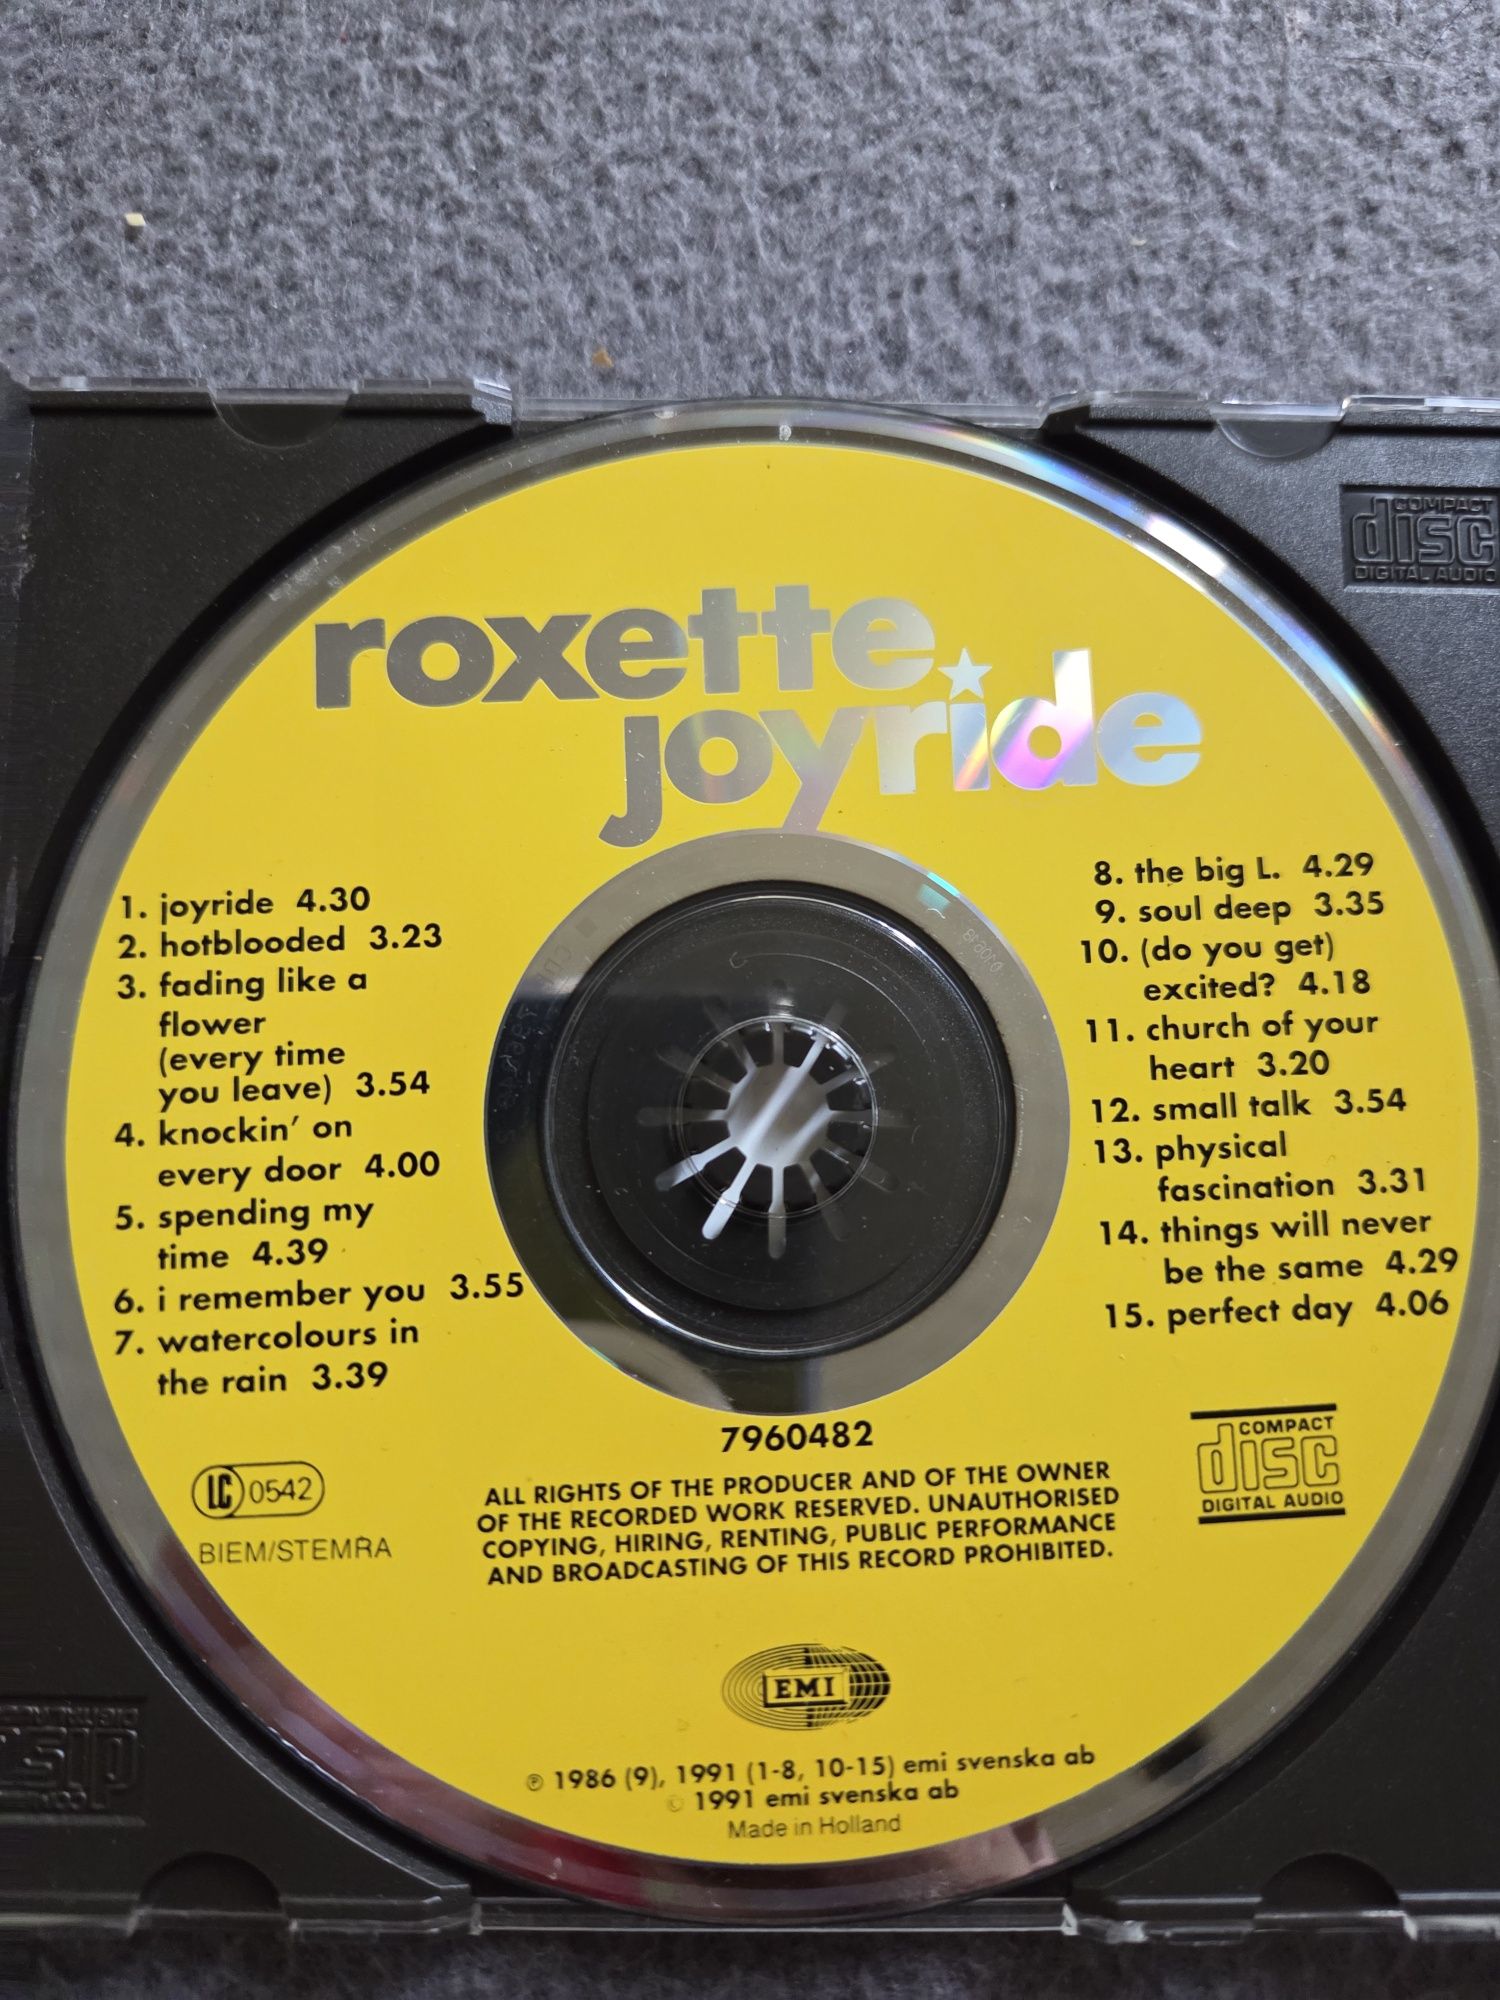 roxette
joyride
1. joyride 4.30
2. hotblooded 3.23
3. fading like a
flower
(every time
you leave) 3.54
4. knockin' on
every door 4.00
5. spending my
time 4.39
6. i remember you 3.55
7. watercolours in
the rain 3.39
8. the big L. 4.29
9. soul deep 3.35
10. (do you get)
excited? 4.18
11. church of your
heart 3.20
12. small talk 3.54
13. physical
fascination 3.31
14. things will never
be the same 4.29
15. perfect day 4.06
7960482
LC 0542
BIEM/STEMRA
ALL RIGHTS OF THE PRODUCER AND OF THE OWNER
OF THE RECORDED WORK RESERVED. UNAUTHORISED
COPYING, HIRING, RENTING, PUBLIC PERFORMANCE
AND BROADCASTING OF THIS RECORD PROHIBITED.
COMPACT
disc
DIGITAL AUDIO
EMI
℗ 1986 (9), 1991 (1-8, 10-15) emi svenska ab
© 1991 emi svenska ab
Made in Holland
COMPACT
disc
DIGITAL AUDIO